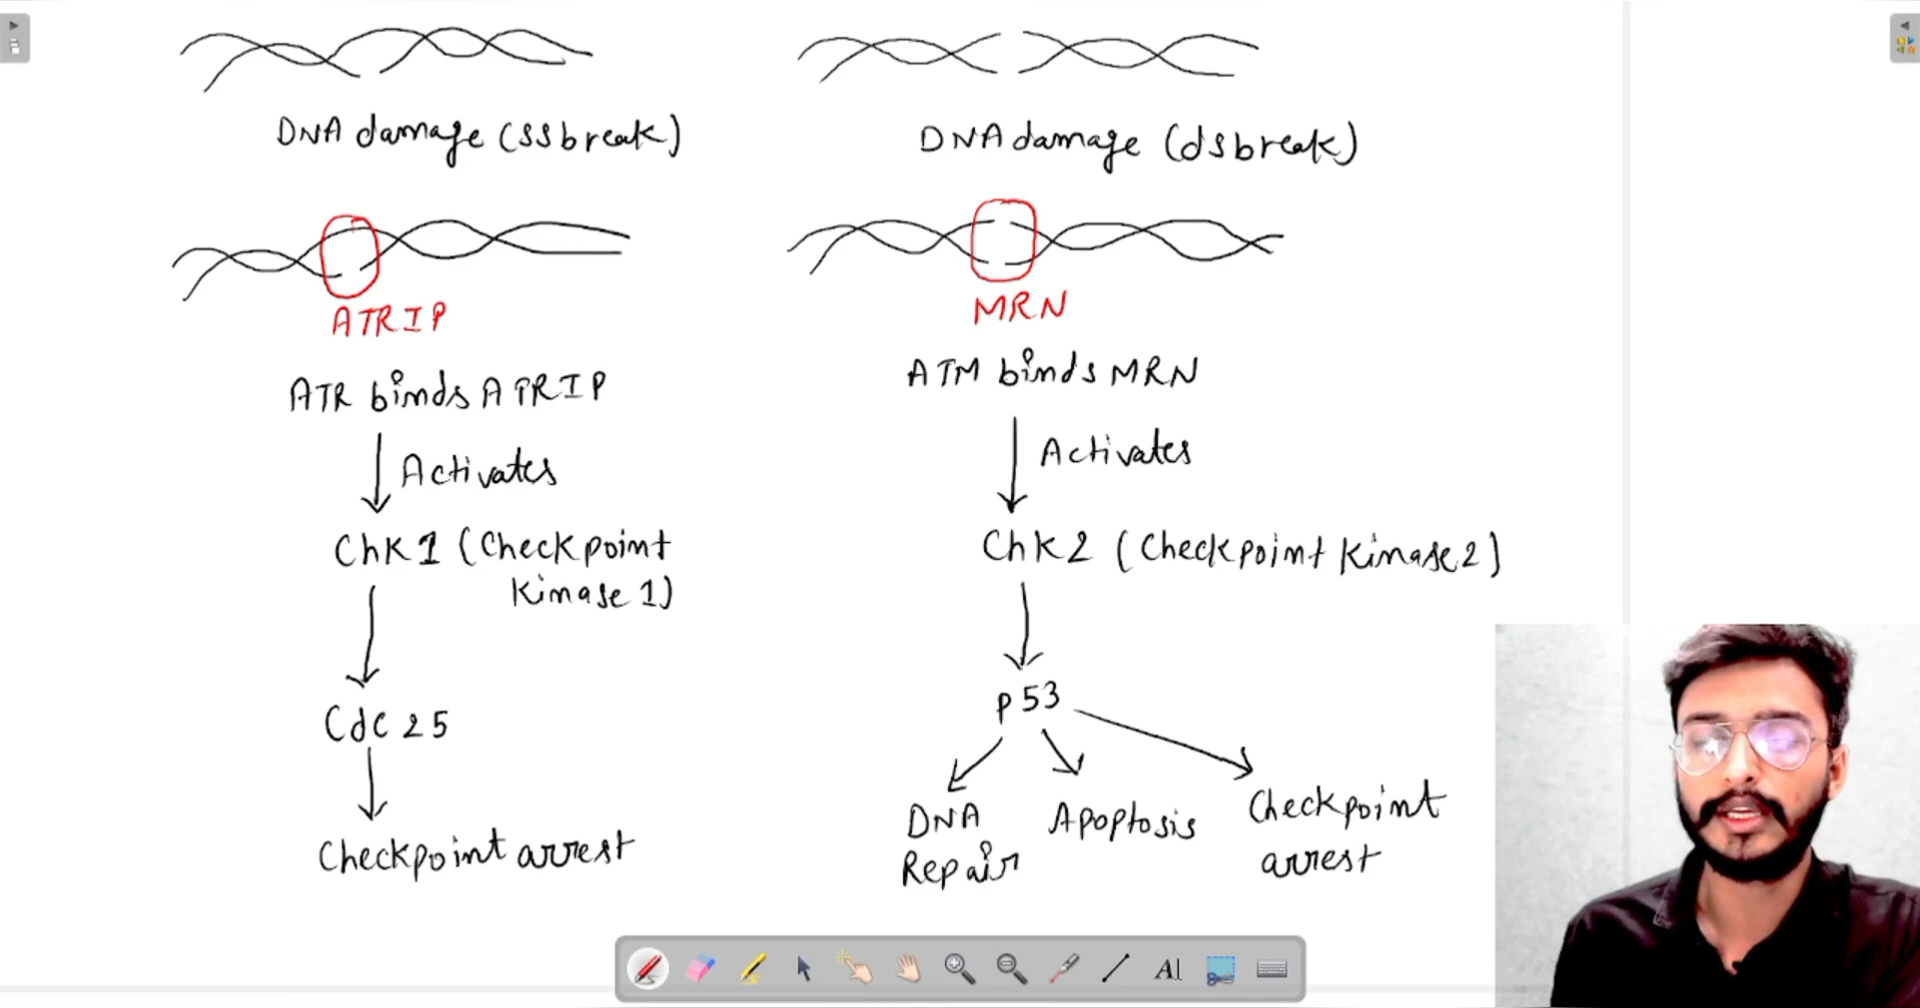 DNA damage (ss break)
ATRIP
ATR binds ATRIP
Activates
Chk1 (Checkpoint
Kinase 1)
Cdc 25
Checkpoint arrest
DNA damage (ds break)
MRN
ATM binds MRN
Activates
Chk2 (Checkpoint Kinase 2)
p53
DNA
Repair
Apoptosis
Checkpoint
arrest
AI